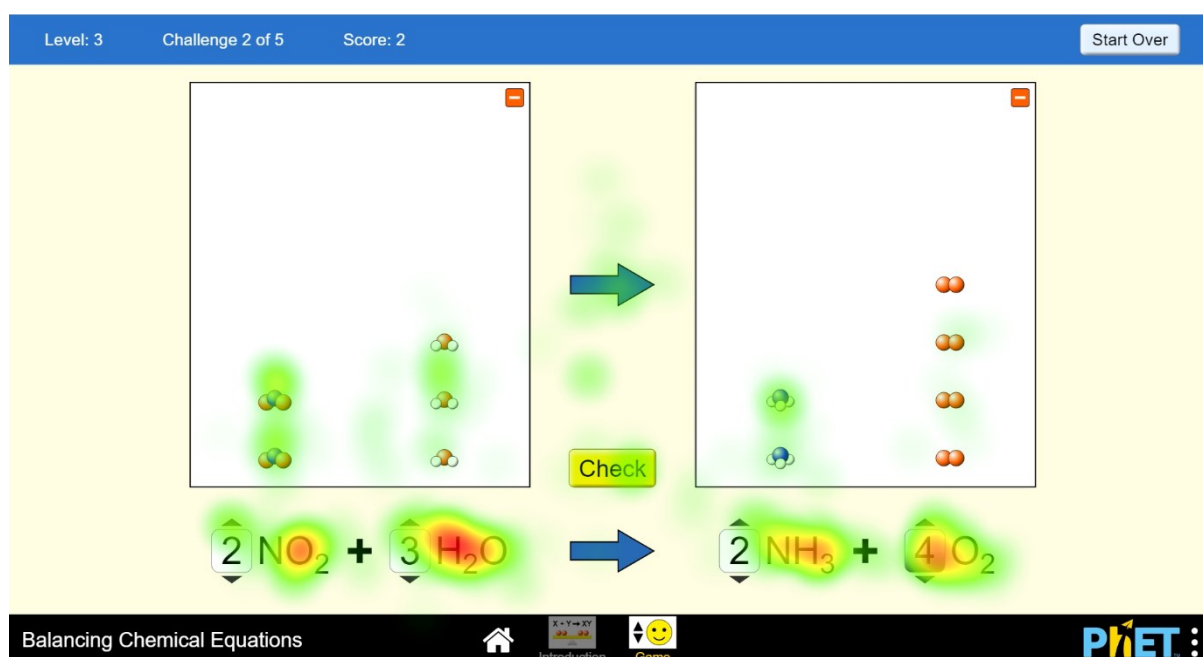 Level: 3 Challenge 2 of 5 Score: 2 Start Over
Check
2 NO₂ + 3 H₂O 2 NH₃ + 4 O₂
Balancing Chemical Equations
X + Y → XY
Introduction
Game
PhET